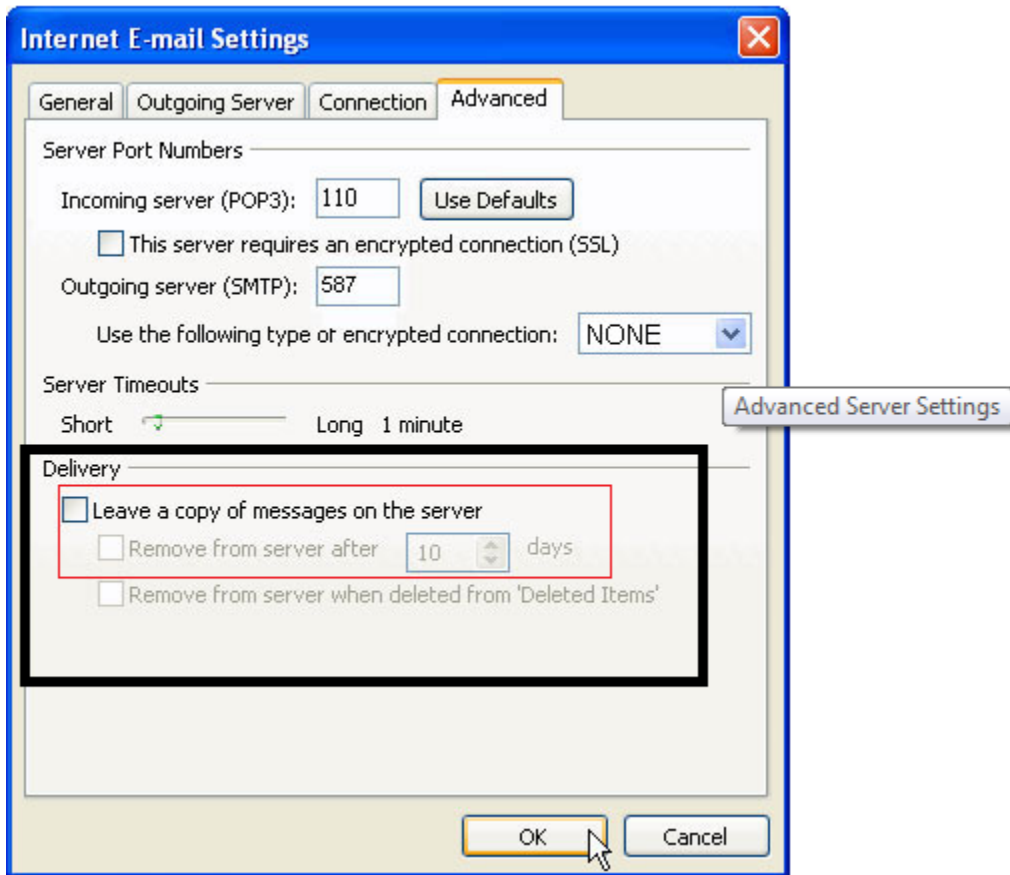 Internet E-mail Settings
General Outgoing Server Connection Advanced
Server Port Numbers
Incoming server (POP3): 110 Use Defaults
This server requires an encrypted connection (SSL)
Outgoing server (SMTP): 587
Use the following type or encrypted connection: NONE
Server Timeouts
Short Long 1 minute
Advanced Server Settings
Delivery
Leave a copy of messages on the server
Remove from server after 10 days
Remove from server when deleted from 'Deleted Items'
OK Cancel